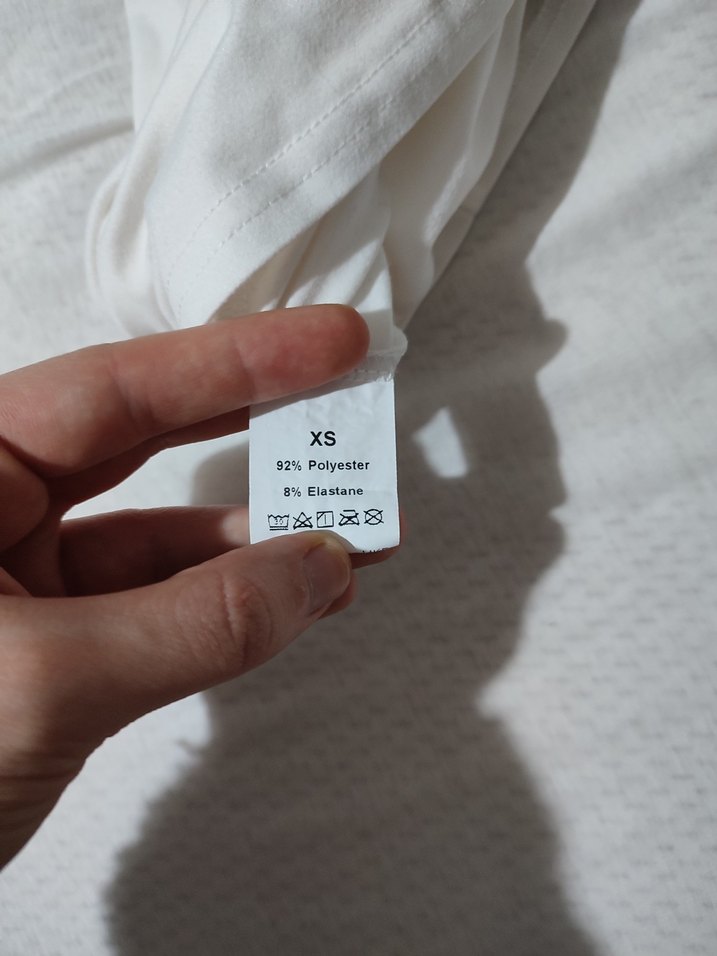 XS
92% Polyester
8% Elastane